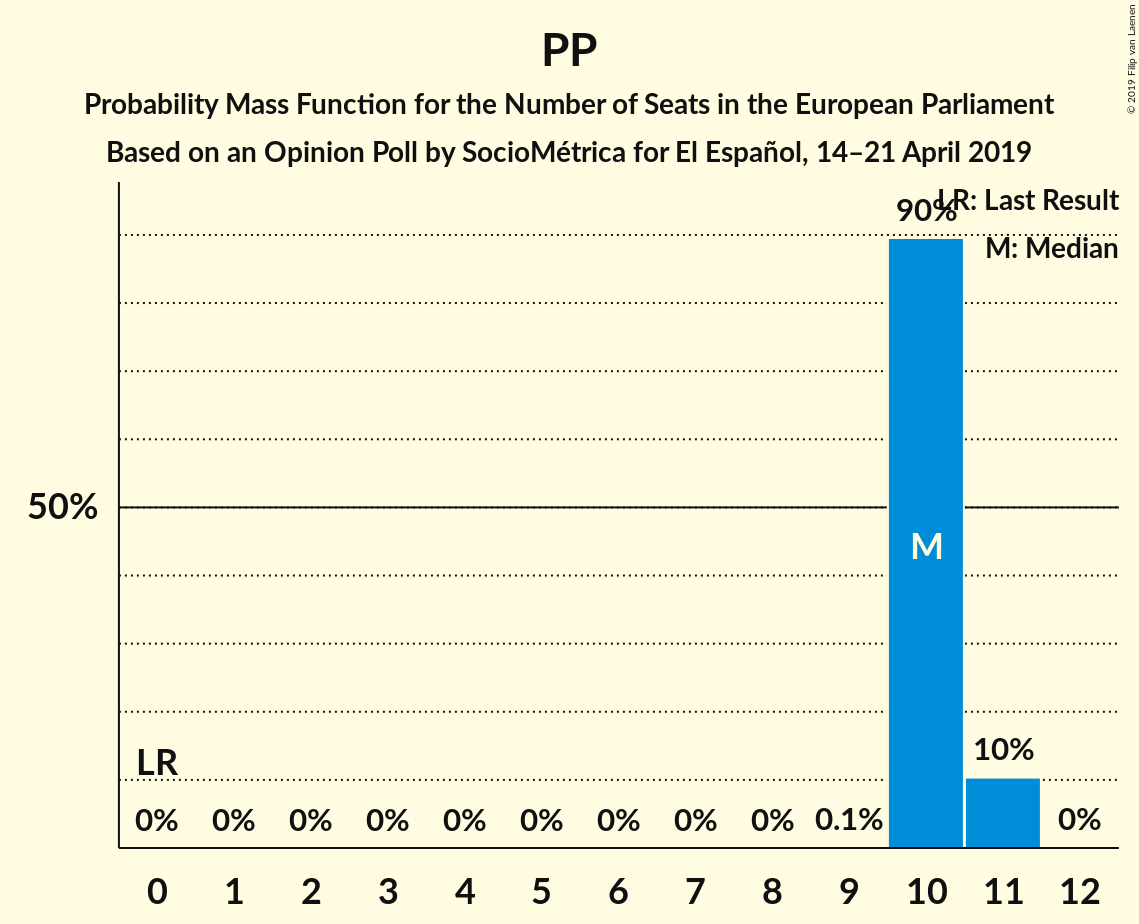 PP
Probability Mass Function for the Number of Seats in the European Parliament
Based on an Opinion Poll by SocioMétrica for El Español, 14–21 April 2019
© 2019 Filip van Laenen
LR: Last Result
M: Median
90%
50%
M
LR
10%
0% 0% 0% 0% 0% 0% 0% 0% 0% 0.1% 0%
0 1 2 3 4 5 6 7 8 9 10 11 12